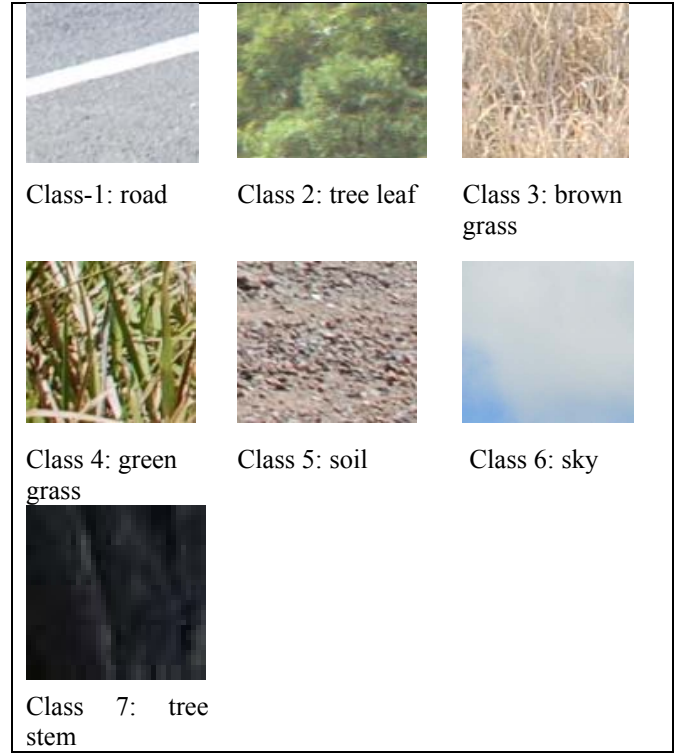 Class-1: road
Class 2: tree leaf
Class 3: brown
grass
Class 4: green
grass
Class 5: soil
Class 6: sky
Class 7: tree
stem